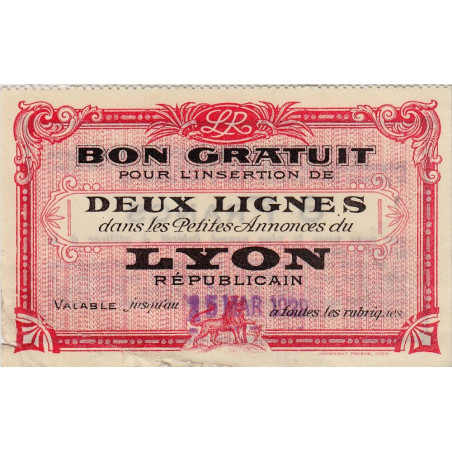 LR
BON GRATUIT
POUR L'INSERTION DE
DEUX LIGNES
dans les Petites Annonces du
LYON
RÉPUBLICAIN
VALABLE jusqu'au 15 MAR à toutes les rubriques